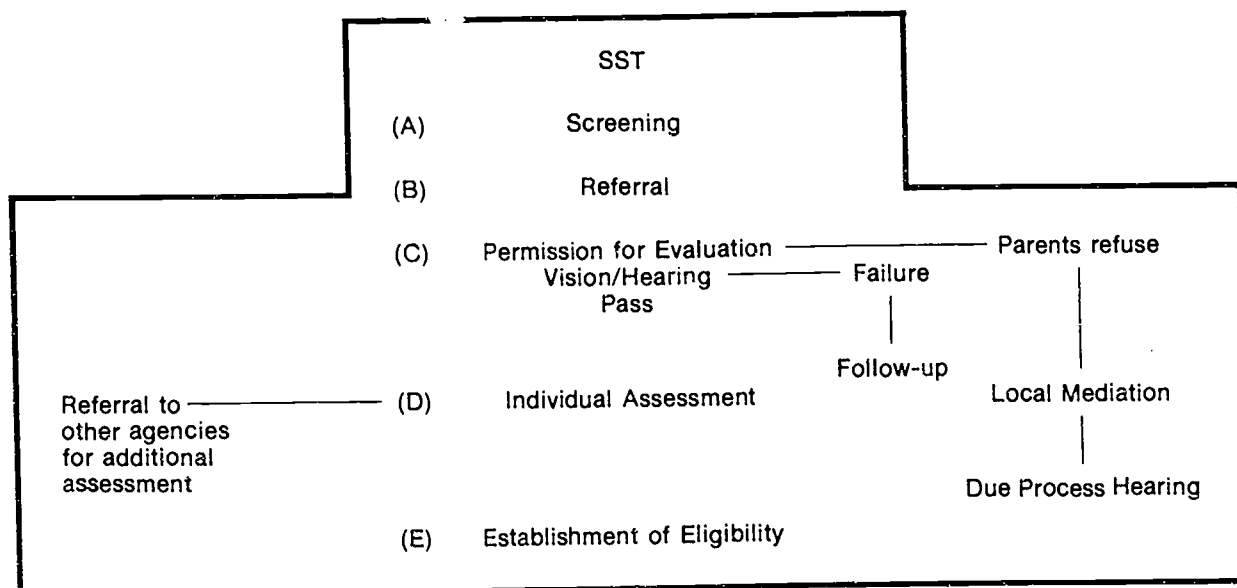 SST
(A) Screening
(B) Referral
(C) Permission for Evaluation Parents refuse
Vision/Hearing Failure
Pass
Follow-up
Referral to (D) Individual Assessment Local Mediation
other agencies
for additional
assessment
Due Process Hearing
(E) Establishment of Eligibility